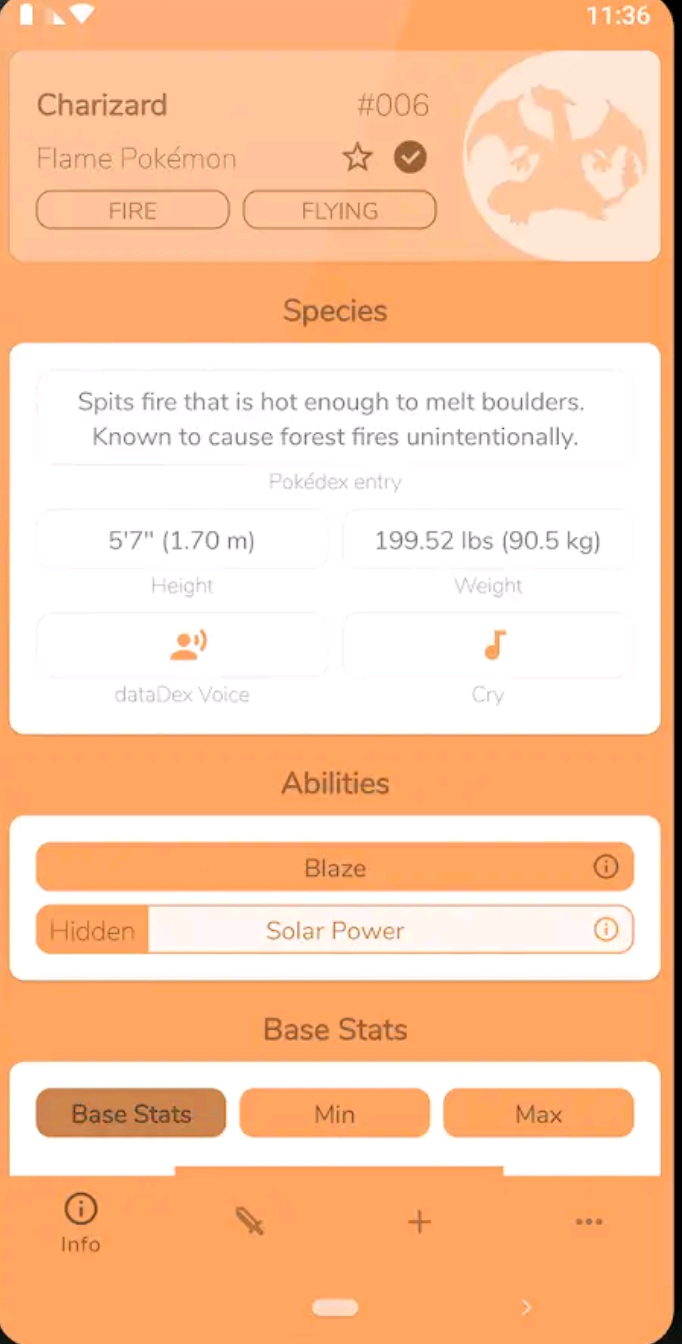 11:36
Charizard #006
Flame Pokémon
FIRE FLYING
Species
Spits fire that is hot enough to melt boulders.
Known to cause forest fires unintentionally.
Pokédex entry
5'7" (1.70 m) 199.52 lbs (90.5 kg)
Height Weight
dataDex Voice Cry
Abilities
Blaze
Hidden Solar Power
Base Stats
Base Stats Min Max
Info